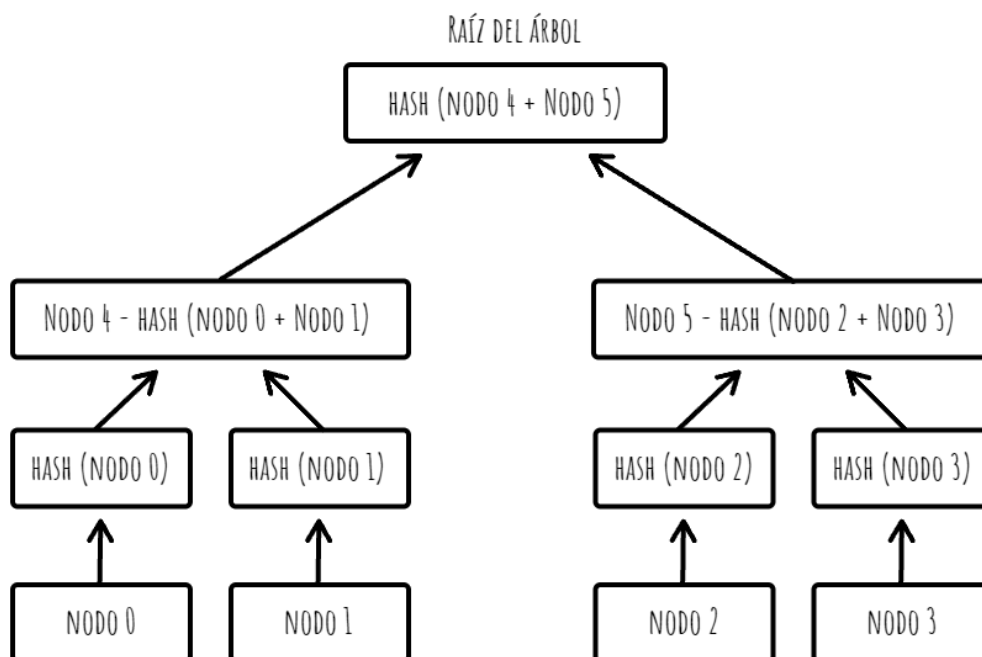 Raíz del árbol
hash (nodo 4 + Nodo 5)
Nodo 4 - hash (nodo 0 + Nodo 1)
Nodo 5 - hash (nodo 2 + Nodo 3)
hash (nodo 0)
hash (nodo 1)
hash (nodo 2)
hash (nodo 3)
nodo 0
nodo 1
nodo 2
nodo 3